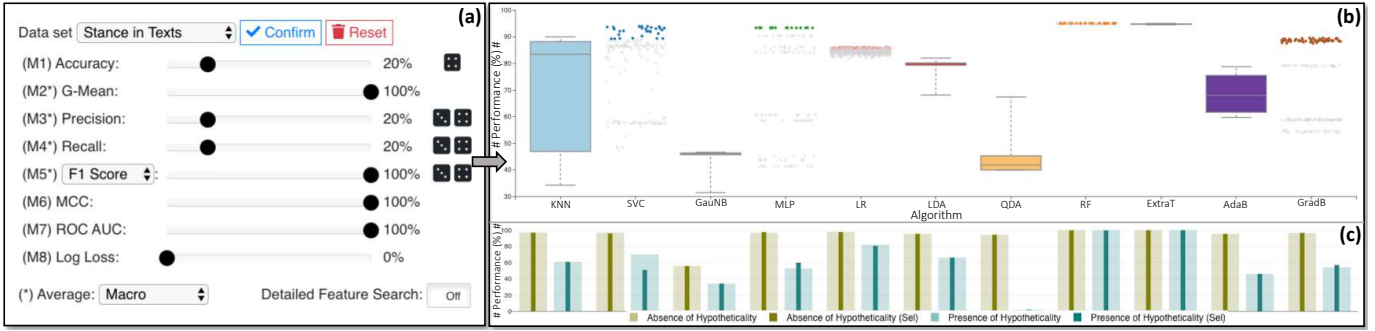 (a)
Data set Stance in Texts Confirm Reset
(M1) Accuracy: 20%
(M2*) G-Mean: 100%
(M3*) Precision: 20%
(M4*) Recall: 20%
(M5*) F1 Score : 100%
(M6) MCC: 100%
(M7) ROC AUC: 100%
(M8) Log Loss: 0%
(*) Average: Macro Detailed Feature Search: Off
(b)
# Performance (%) #
100
90
80
70
60
50
40
30
KNN SVC GauNB MLP LR LDA QDA RF ExtraT AdaB GradB
Algorithm
(c)
# Performance (%) #
100
80
60
40
20
0
Absence of Hypotheticality Absence of Hypotheticality (Sel) Presence of Hypotheticality Presence of Hypotheticality (Sel)